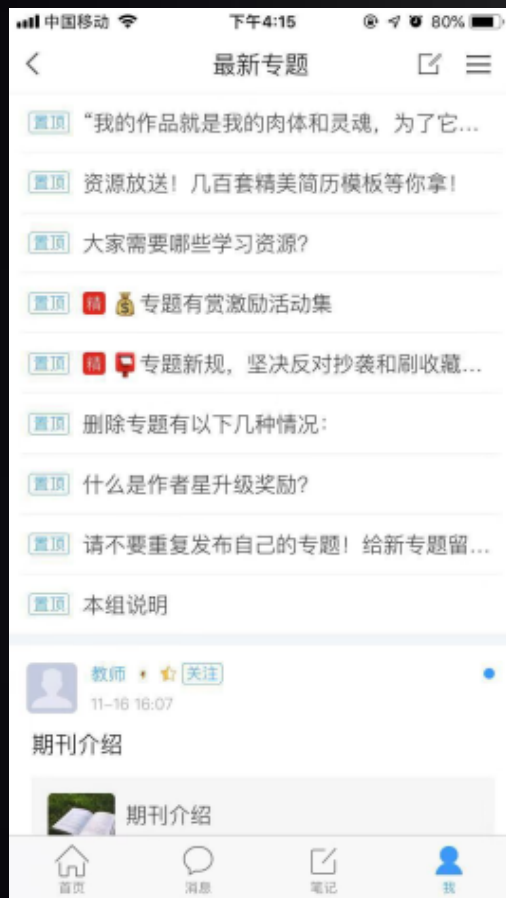 中国移动 下午4:15 80%
最新专题
置顶 “我的作品就是我的肉体和灵魂，为了它...
置顶 资源放送！几百套精美简历模板等你拿！
置顶 大家需要哪些学习资源？
置顶 精 💰专题有赏激励活动集
置顶 精 📮专题新规，坚决反对抄袭和刷收藏...
置顶 删除专题有以下几种情况：
置顶 什么是作者星升级奖励？
置顶 请不要重复发布自己的专题！给新专题留...
置顶 本组说明
教师 关注
11-16 16:07
期刊介绍
期刊介绍
首页 消息 笔记 我